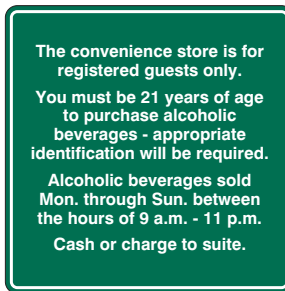 The convenience store is for
registered guests only.
You must be 21 years of age
to purchase alcoholic
beverages - appropriate
identification will be required.
Alcoholic beverages sold
Mon. through Sun. between
the hours of 9 a.m. - 11 p.m.
Cash or charge to suite.